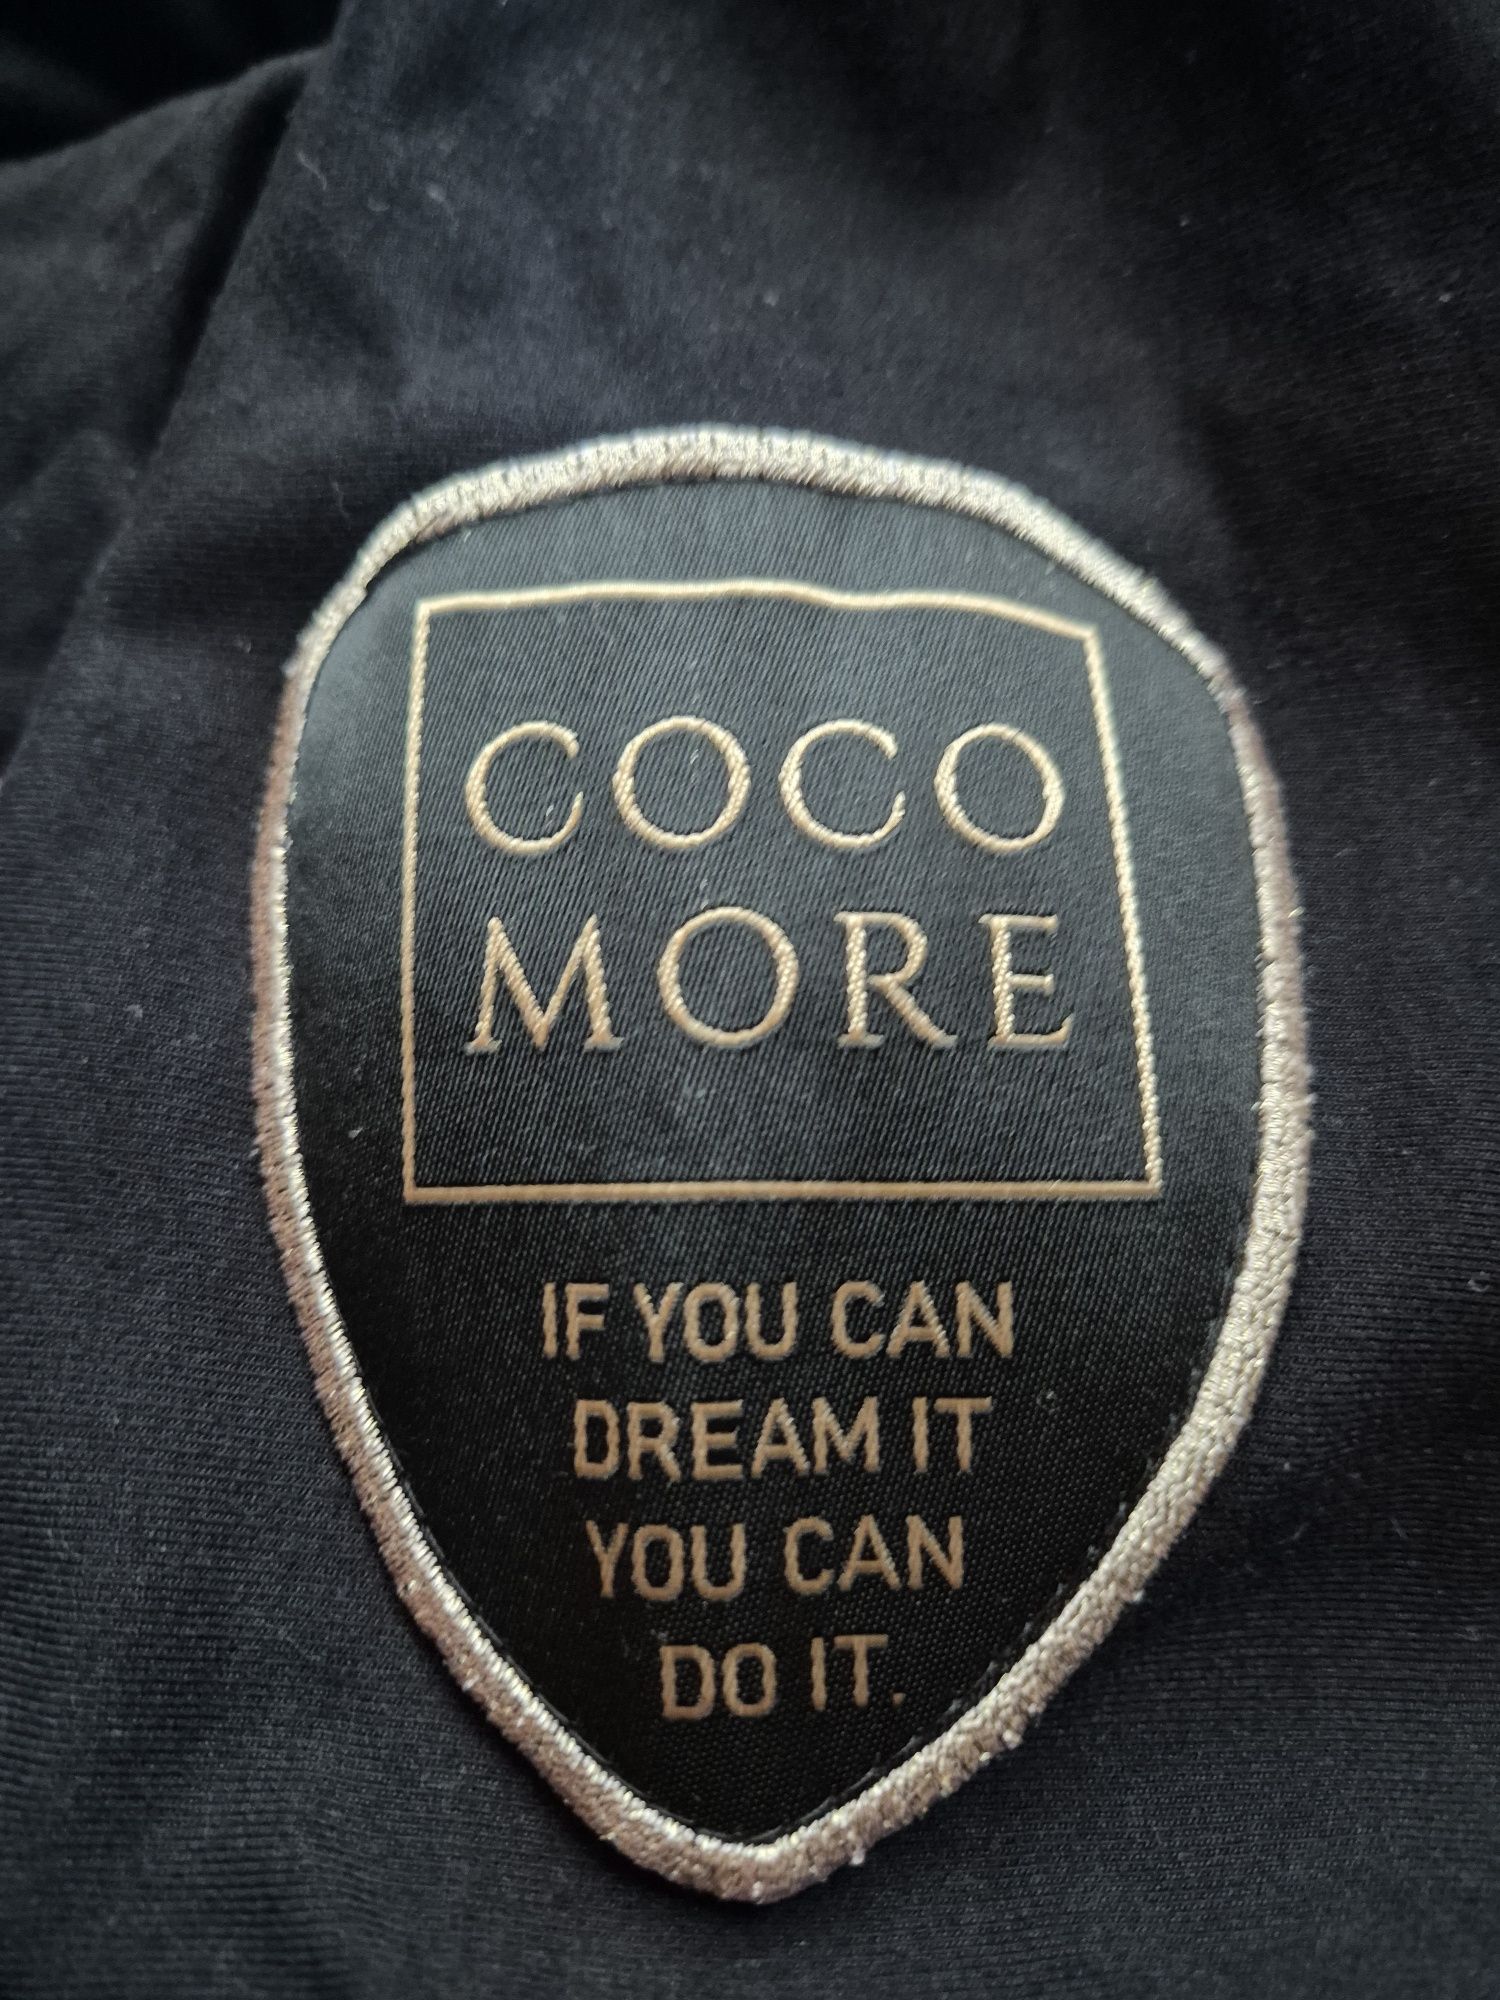 COCO
MORE
IF YOU CAN
DREAM IT
YOU CAN
DO IT.